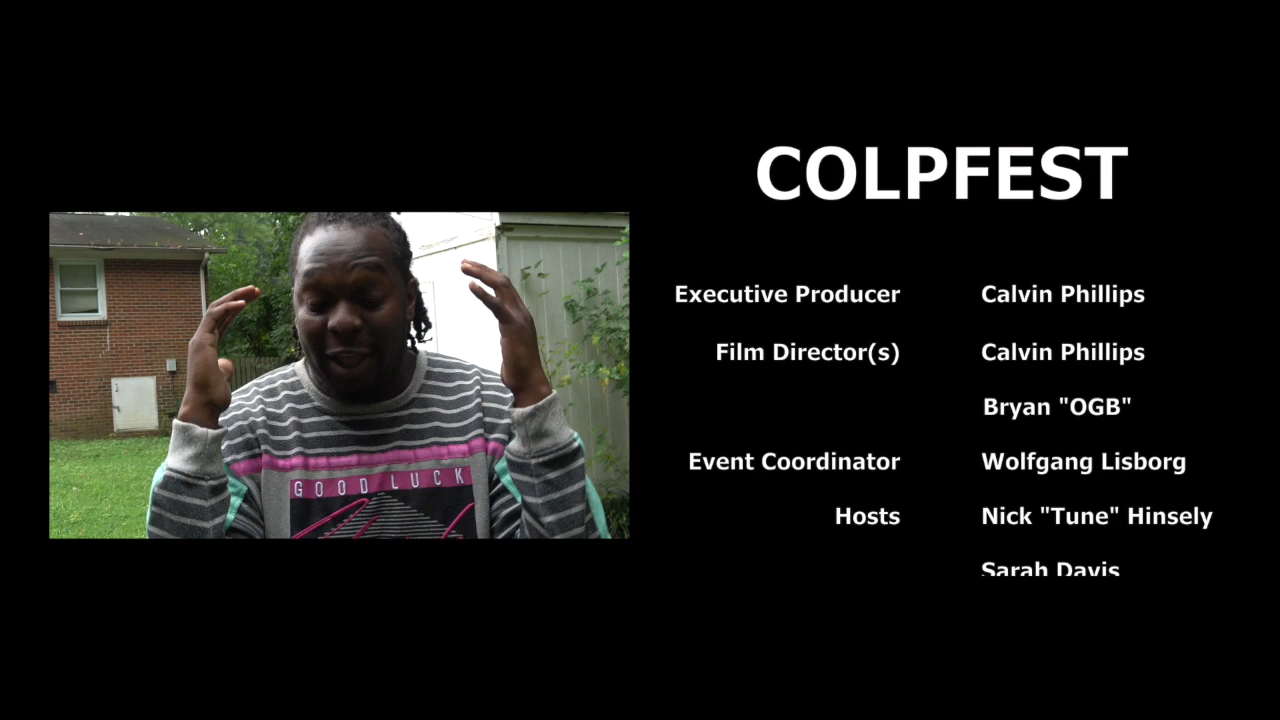 COLPFEST
Executive Producer Calvin Phillips
Film Director(s) Calvin Phillips
Bryan "OGB"
Event Coordinator Wolfgang Lisborg
Hosts Nick "Tune" Hinsely
Sarah Davis
GOOD LUCK